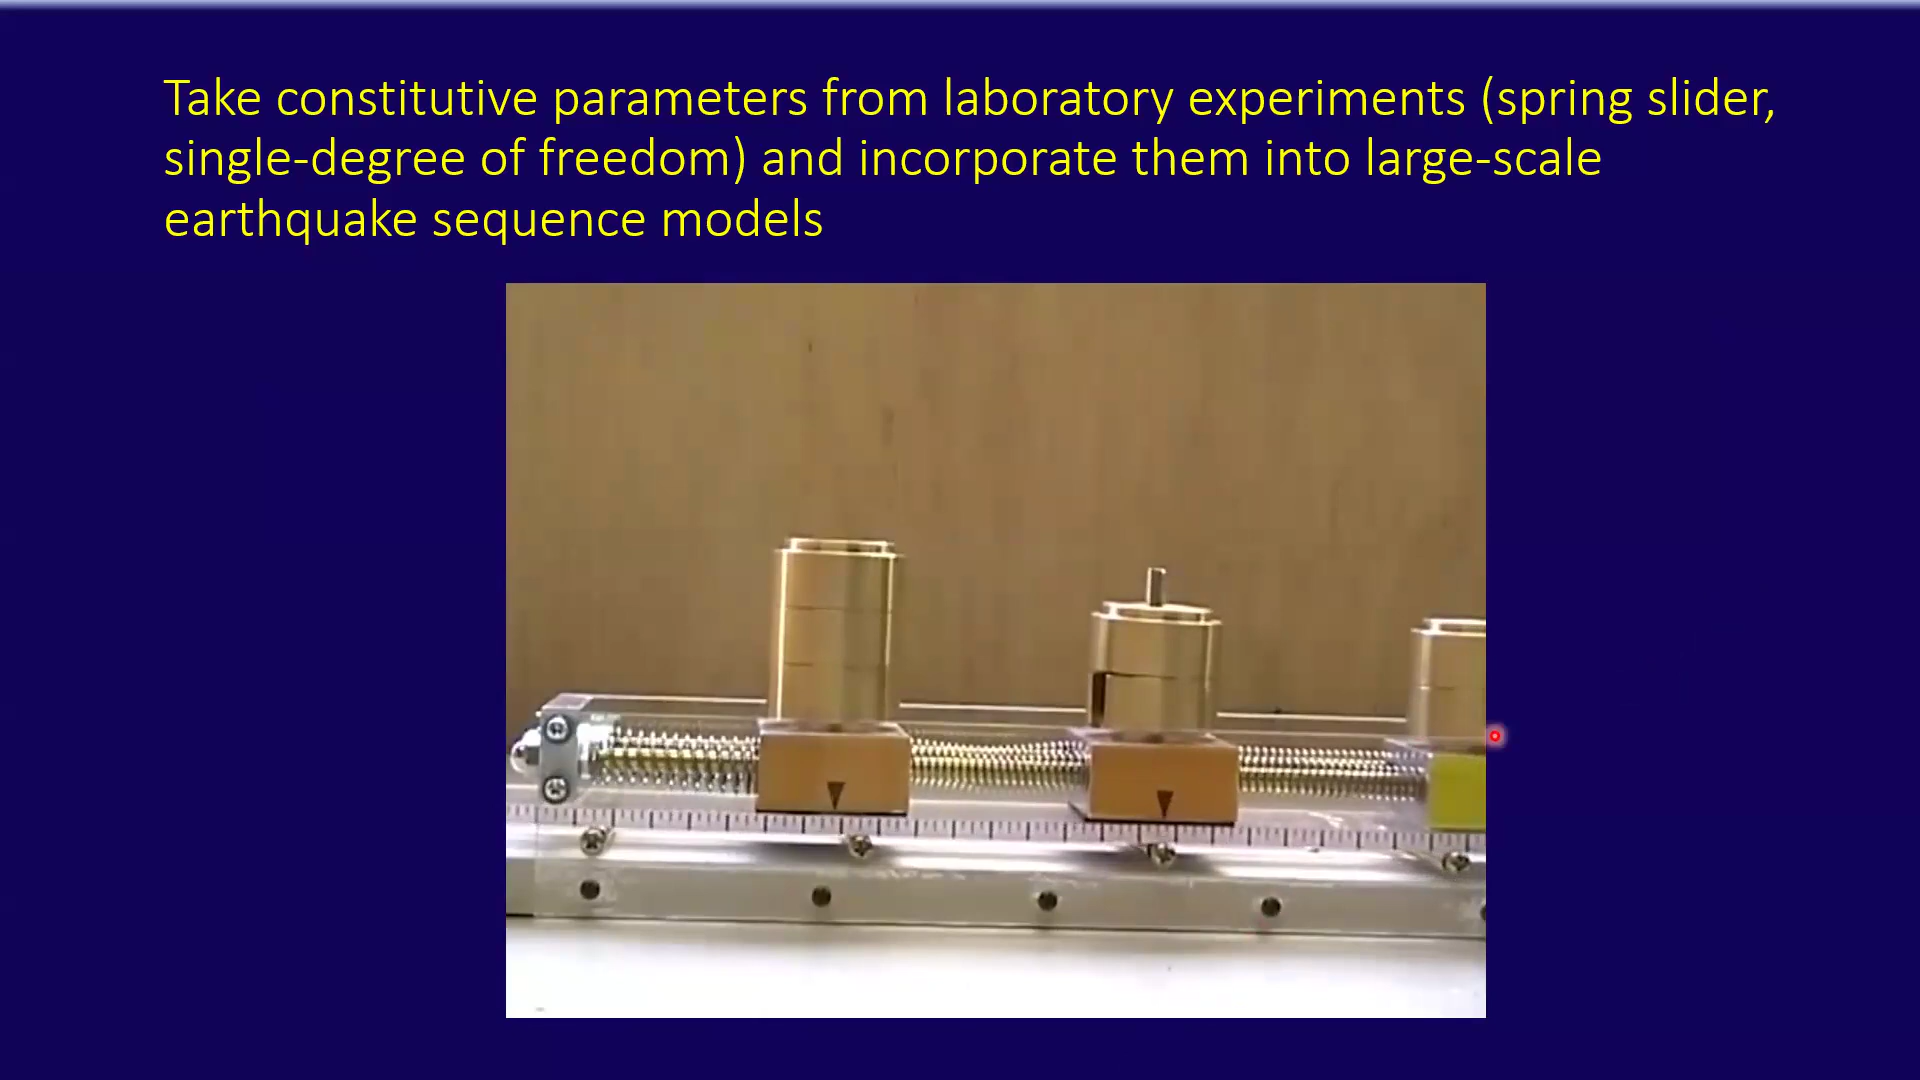 Take constitutive parameters from laboratory experiments (spring slider,
single-degree of freedom) and incorporate them into large-scale
earthquake sequence models